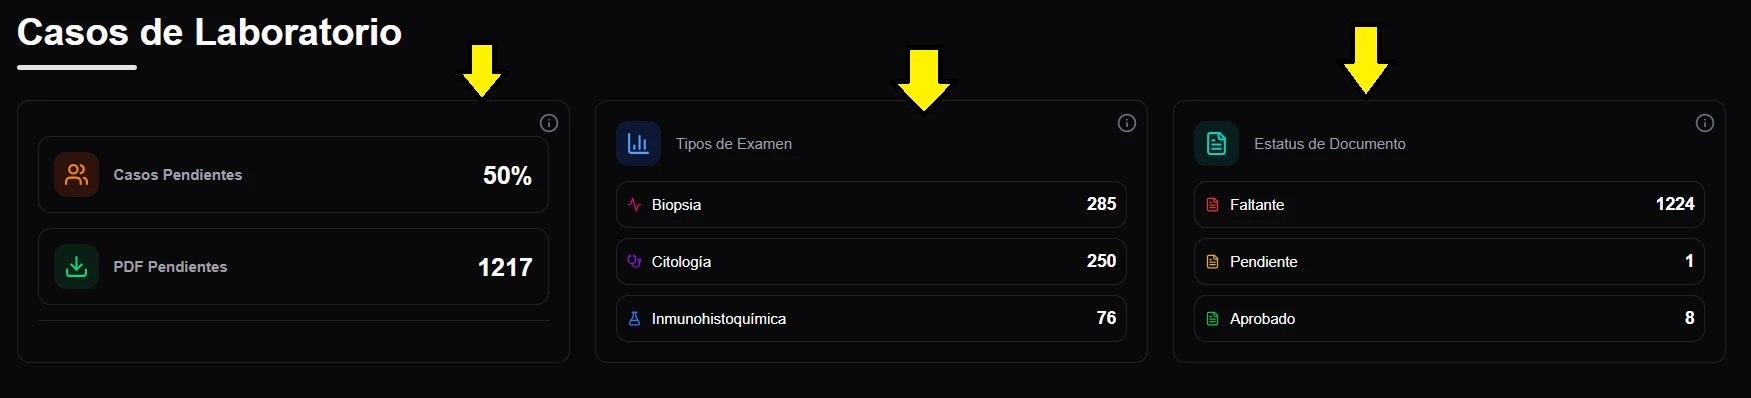 Casos de Laboratorio
Casos Pendientes 50%
PDF Pendientes 1217
Tipos de Examen
Biopsia 285
Citología 250
Inmunohistoquímica 76
Estatus de Documento
Faltante 1224
Pendiente 1
Aprobado 8